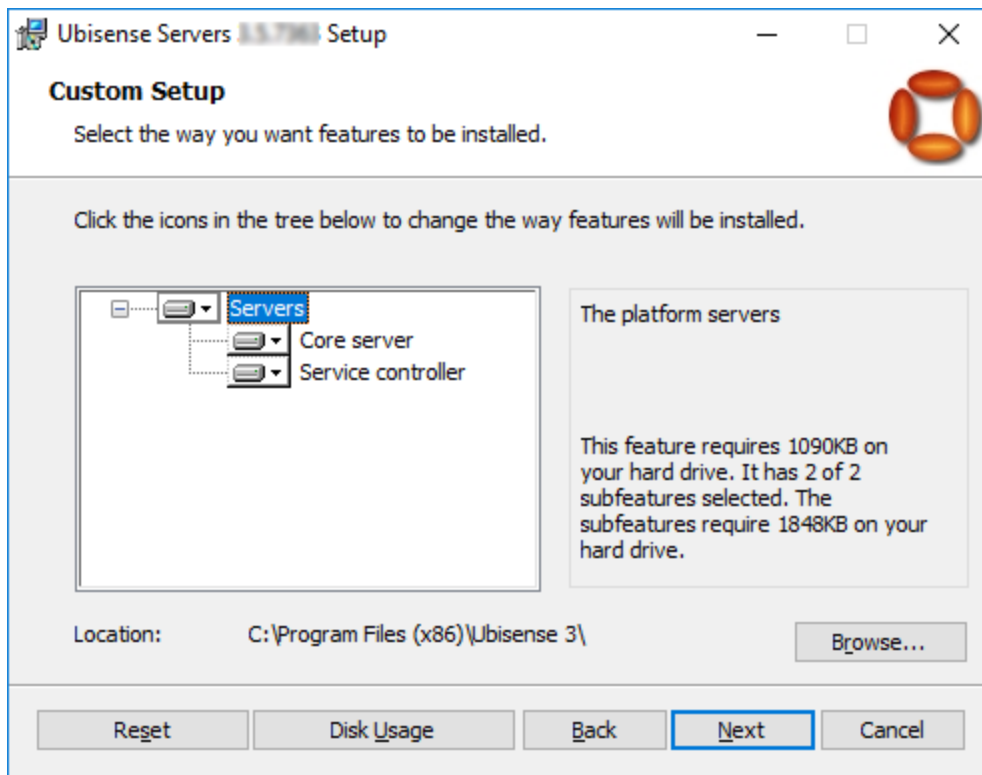 Ubisense Servers Setup
Custom Setup
Select the way you want features to be installed.
Click the icons in the tree below to change the way features will be installed.
Servers
Core server
Service controller
The platform servers
This feature requires 1090KB on
your hard drive. It has 2 of 2
subfeatures selected. The
subfeatures require 1848KB on your
hard drive.
Location: C:\Program Files (x86)\Ubisense 3\
Browse...
Reset Disk Usage Back Next Cancel